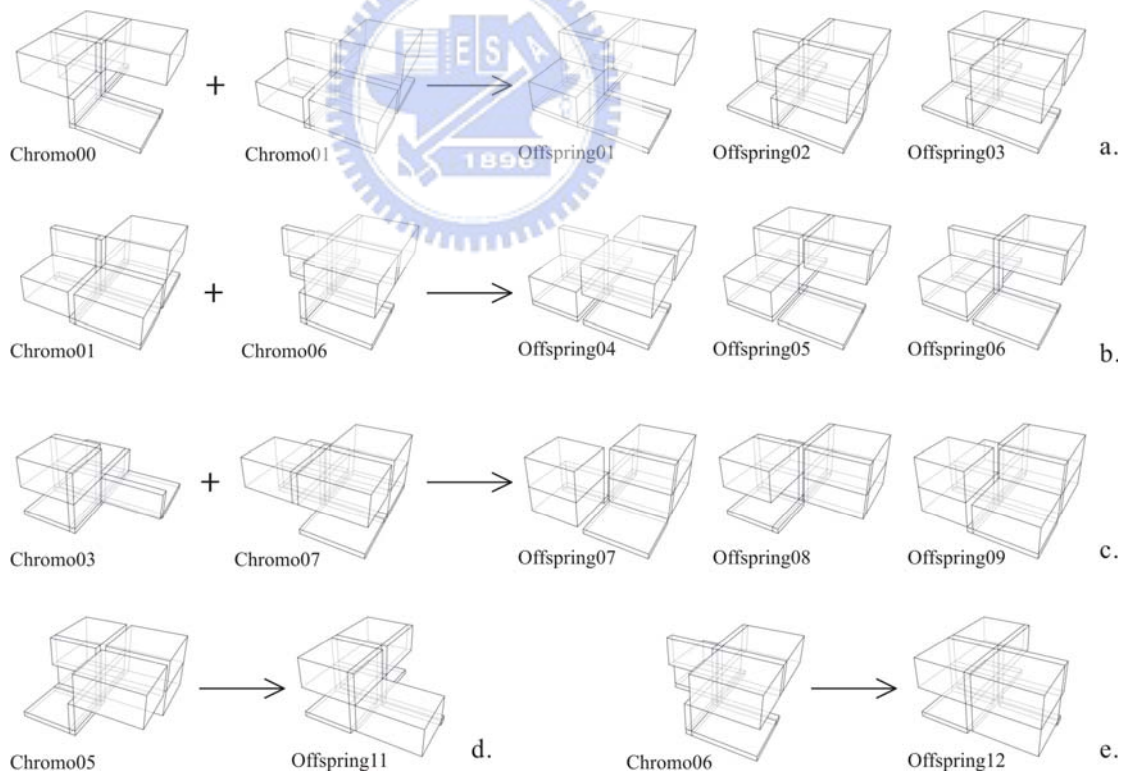 E S A
1896
+
Chromo00
Chromo01
Offspring01
Offspring02
Offspring03
a.
+
Chromo01
Chromo06
Offspring04
Offspring05
Offspring06
b.
+
Chromo03
Chromo07
Offspring07
Offspring08
Offspring09
c.
Chromo05
Offspring11
d.
Chromo06
Offspring12
e.